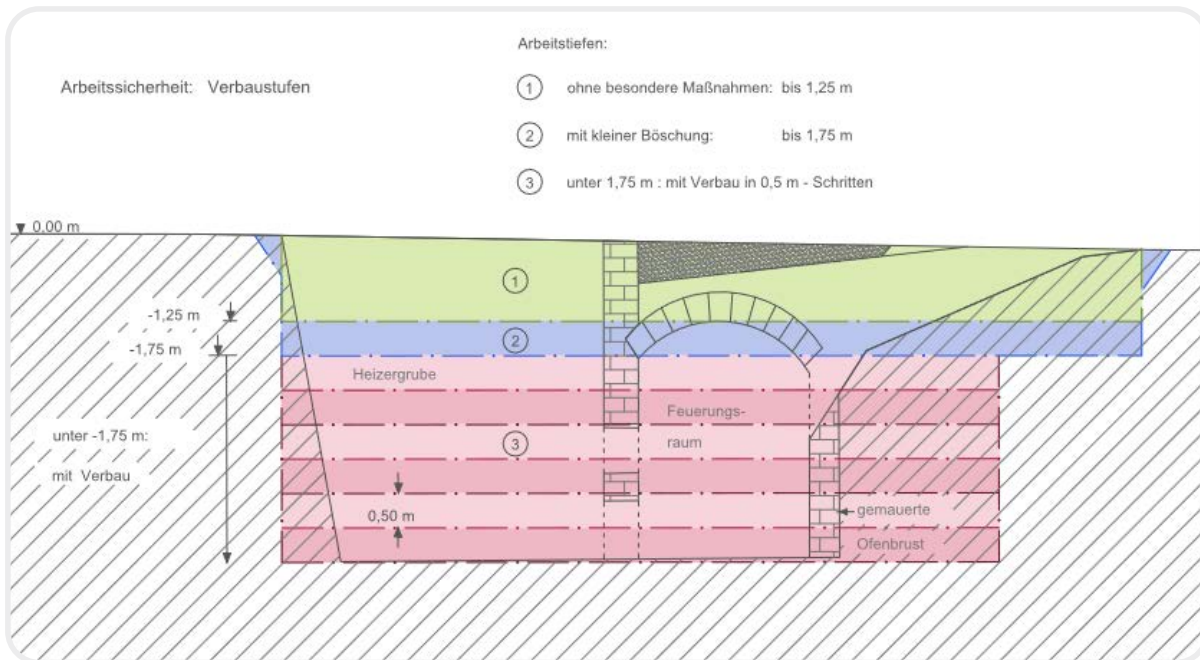 Arbeitssicherheit: Verbaustufen
Arbeitstiefen:
1 ohne besondere Maßnahmen: bis 1,25 m
2 mit kleiner Böschung: bis 1,75 m
3 unter 1,75 m : mit Verbau in 0,5 m - Schritten
0,00 m
1
-1,25 m
2
-1,75 m
Heizergrube
Feuerungs-
raum
unter -1,75 m:
mit Verbau
3
0,50 m
gemauerte
Ofenbrust